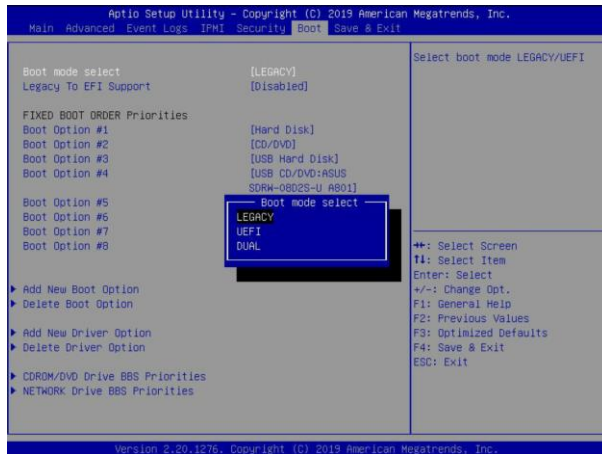 Aptio Setup Utility - Copyright (C) 2019 American Megatrends, Inc.
Main Advanced Event Logs IPMI Security Boot Save & Exit
Boot mode select [LEGACY]
Legacy To EFI Support [Disabled]
FIXED BOOT ORDER Priorities
Boot Option #1 [Hard Disk]
Boot Option #2 [CD/DVD]
Boot Option #3 [USB Hard Disk]
Boot Option #4 [USB CD/DVD:ASUS
SDRW-08D2S-U A801]
Boot Option #5
Boot Option #6
Boot Option #7
Boot Option #8
Add New Boot Option
Delete Boot Option
Add New Driver Option
Delete Driver Option
CDROM/DVD Drive BBS Priorities
NETWORK Drive BBS Priorities
Boot mode select
LEGACY
UEFI
DUAL
Select boot mode LEGACY/UEFI
→←: Select Screen
↑↓: Select Item
Enter: Select
+/-: Change Opt.
F1: General Help
F2: Previous Values
F3: Optimized Defaults
F4: Save & Exit
ESC: Exit
Version 2.20.1276. Copyright (C) 2019 American Megatrends, Inc.